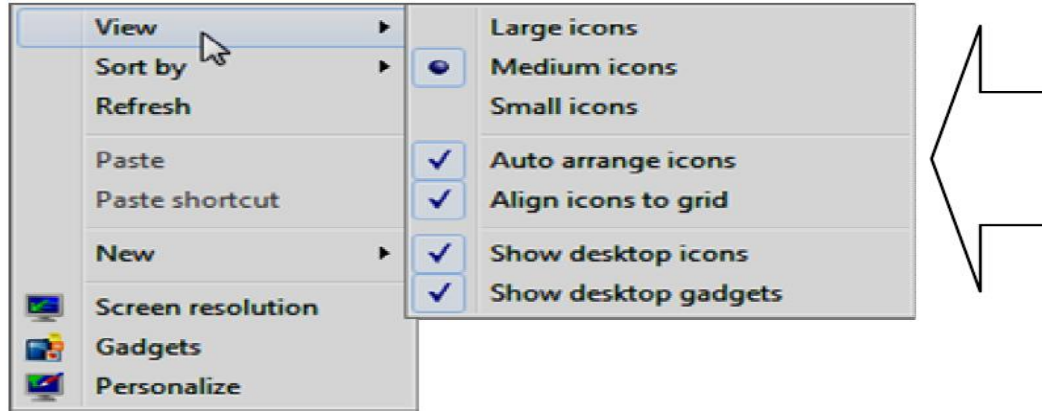 View
Sort by
Refresh
Paste
Paste shortcut
New
Screen resolution
Gadgets
Personalize
Large icons
Medium icons
Small icons
Auto arrange icons
Align icons to grid
Show desktop icons
Show desktop gadgets